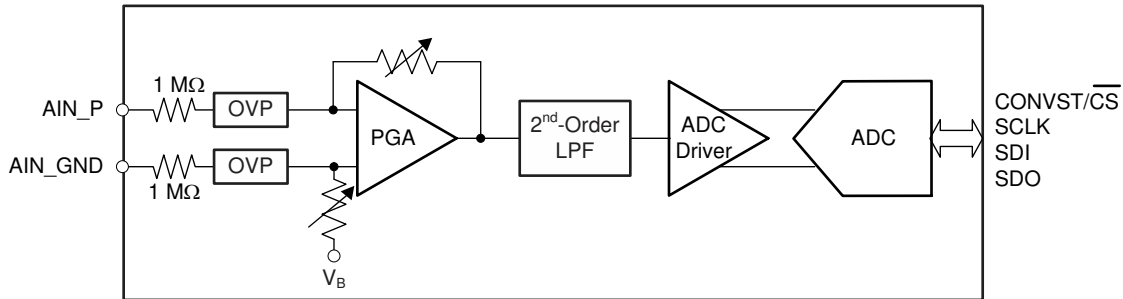 1 MΩ
AIN_P
OVP
PGA
2nd-Order
LPF
ADC
Driver
ADC
CONVST/C̅S̅
SCLK
SDI
SDO
AIN_GND
OVP
1 MΩ
VB